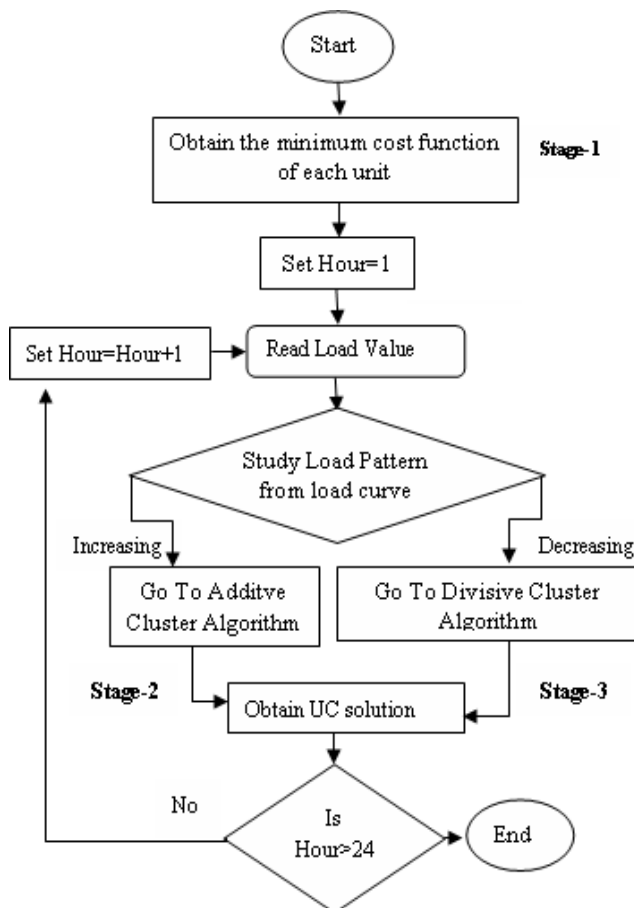 Start
Obtain the minimum cost function
of each unit
Stage-1
Set Hour=1
Set Hour=Hour+1
Read Load Value
Study Load Pattern
from load curve
Increasing
Decreasing
Go To Additve
Cluster Algorithm
Go To Divisive Cluster
Algorithm
Stage-2
Stage-3
Obtain UC solution
No
Is
Hour>24
End